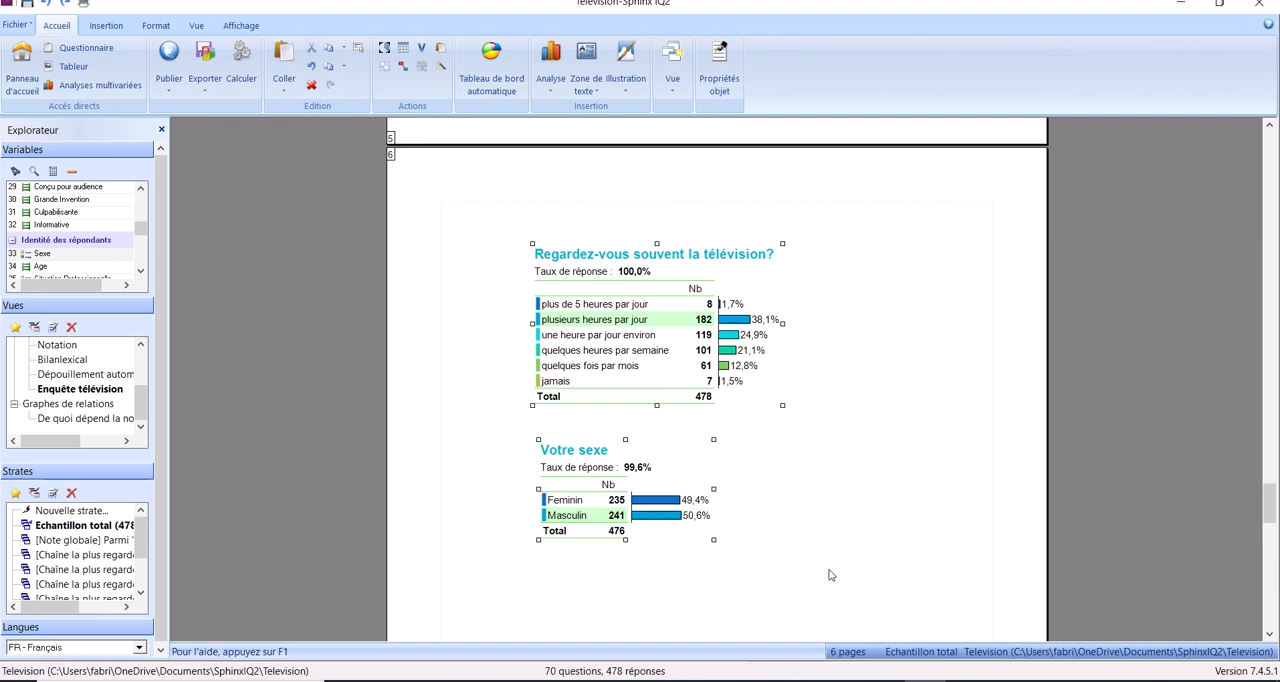 Television-Sphinx IQ2
Fichier Accueil Insertion Format Vue Affichage
Panneau d'accueil
Questionnaire
Tableur
Analyses multivariées
Accés directs
Publier Exporter Calculer
Coller
Edition
Actions
Tableau de bord automatique
Analyse Zone de texte Illustration
Insertion
Vue
Propriétés objet
Explorateur
Variables
29 Conçu pour audience
30 Grande Invention
31 Culpabilisante
32 Informative
Identité des répondants
33 Sexe
34 Age
Vues
Notation
Bilanlexical
Dépouillement autom
Enquête télévision
Graphes de relations
De quoi dépend la no
Strates
Nouvelle strate...
Echantillon total (478
[Note globale] Parmi
[Chaîne la plus regard
[Chaîne la plus regard
[Chaîne la plus regard
[Chaîne la plus regard
Langues
FR - Français
5
6
Regardez-vous souvent la télévision?
Taux de réponse : 100,0%
Nb
plus de 5 heures par jour 8 1,7%
plusieurs heures par jour 182 38,1%
une heure par jour environ 119 24,9%
quelques heures par semaine 101 21,1%
quelques fois par mois 61 12,8%
jamais 7 1,5%
Total 478
Votre sexe
Taux de réponse : 99,6%
Nb
Feminin 235 49,4%
Masculin 241 50,6%
Total 476
Pour l'aide, appuyez sur F1
6 pages Echantillon total Television (C:\Users\fabri\OneDrive\Documents\SphinxIQ2\Television)
Television (C:\Users\fabri\OneDrive\Documents\SphinxIQ2\Television) 70 questions, 478 réponses Version 7.4.5.1